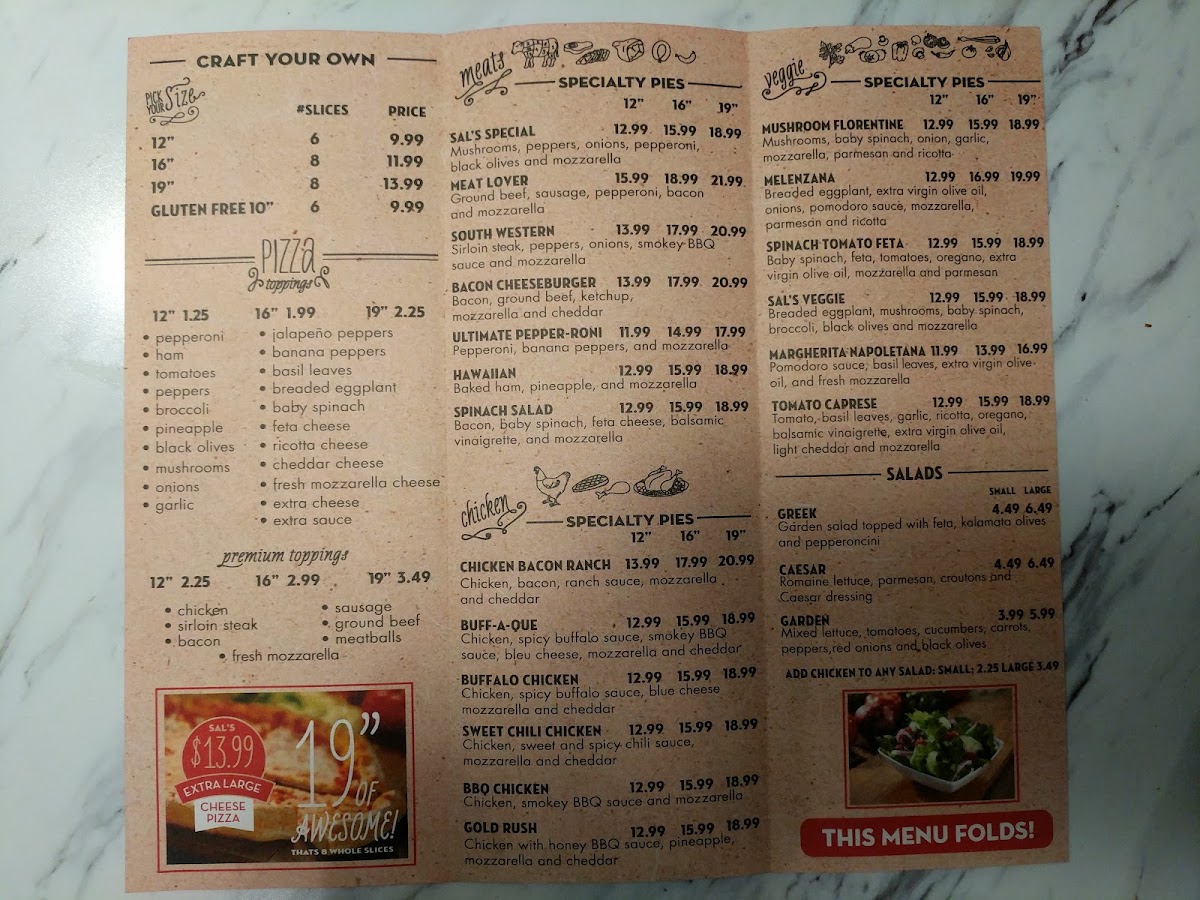 CRAFT YOUR OWN
PICK YOUR Size
#SLICES PRICE
12" 6 9.99
16" 8 11.99
19" 8 13.99
GLUTEN FREE 10" 6 9.99
PIZZA
toppings
12" 1.25 16" 1.99 19" 2.25
• pepperoni
• ham
• tomatoes
• peppers
• broccoli
• pineapple
• black olives
• mushrooms
• onions
• garlic
• jalapeño peppers
• banana peppers
• basil leaves
• breaded eggplant
• baby spinach
• feta cheese
• ricotta cheese
• cheddar cheese
• fresh mozzarella cheese
• extra cheese
• extra sauce
premium toppings
12" 2.25 16" 2.99 19" 3.49
• chicken
• sirloin steak
• bacon
• sausage
• ground beef
• meatballs
• fresh mozzarella
SAL'S
$13.99
EXTRA LARGE
CHEESE
PIZZA
19"
OF
AWESOME!
THATS 8 WHOLE SLICES
meats
SPECIALTY PIES
12" 16" 19"
SAL'S SPECIAL 12.99 15.99 18.99
Mushrooms, peppers, onions, pepperoni,
black olives and mozzarella
MEAT LOVER 15.99 18.99 21.99
Ground beef, sausage, pepperoni, bacon
and mozzarella
SOUTH WESTERN 13.99 17.99 20.99
Sirloin steak, peppers, onions, smokey BBQ
sauce and mozzarella
BACON CHEESEBURGER 13.99 17.99 20.99
Bacon, ground beef, ketchup,
mozzarella and cheddar
ULTIMATE PEPPER-RONI 11.99 14.99 17.99
Pepperoni, banana peppers, and mozzarella
HAWAIIAN 12.99 15.99 18.99
Baked ham, pineapple, and mozzarella
SPINACH SALAD 12.99 15.99 18.99
Bacon, baby spinach, feta cheese, balsamic
vinaigrette, and mozzarella
chicken
SPECIALTY PIES
12" 16" 19"
CHICKEN BACON RANCH 13.99 17.99 20.99
Chicken, bacon, ranch sauce, mozzarella
and cheddar
BUFF-A-QUE 12.99 15.99 18.99
Chicken, spicy buffalo sauce, smokey BBQ
sauce, bleu cheese, mozzarella and cheddar
BUFFALO CHICKEN 12.99 15.99 18.99
Chicken, spicy buffalo sauce, blue cheese
mozzarella and cheddar
SWEET CHILI CHICKEN 12.99 15.99 18.99
Chicken, sweet and spicy chili sauce,
mozzarella and cheddar
BBQ CHICKEN 12.99 15.99 18.99
Chicken, smokey BBQ sauce and mozzarella
GOLD RUSH 12.99 15.99 18.99
Chicken with honey BBQ sauce, pineapple,
mozzarella and cheddar
veggie
SPECIALTY PIES
12" 16" 19"
MUSHROOM FLORENTINE 12.99 15.99 18.99
Mushrooms, baby spinach, onion, garlic,
mozzarella, parmesan and ricotta
MELENZANA 12.99 16.99 19.99
Breaded eggplant, extra virgin olive oil,
onions, pomodoro sauce, mozzarella,
parmesan and ricotta
SPINACH TOMATO FETA 12.99 15.99 18.99
Baby spinach, feta, tomatoes, oregano, extra
virgin olive oil, mozzarella and parmesan
SAL'S VEGGIE 12.99 15.99 18.99
Breaded eggplant, mushrooms, baby spinach,
broccoli, black olives and mozzarella
MARGHERITA NAPOLETANA 11.99 13.99 16.99
Pomodoro sauce, basil leaves, extra virgin olive
oil, and fresh mozzarella
TOMATO CAPRESE 12.99 15.99 18.99
Tomato, basil leaves, garlic, ricotta, oregano,
balsamic vinaigrette, extra virgin olive oil,
light cheddar and mozzarella
SALADS
SMALL LARGE
GREEK 4.49 6.49
Garden salad topped with feta, kalamata olives
and pepperoncini
CAESAR 4.49 6.49
Romaine lettuce, parmesan, croutons and
Caesar dressing
GARDEN 3.99 5.99
Mixed lettuce, tomatoes, cucumbers, carrots,
peppers,red onions and black olives
ADD CHICKEN TO ANY SALAD: SMALL: 2.25 LARGE 3.49
THIS MENU FOLDS!